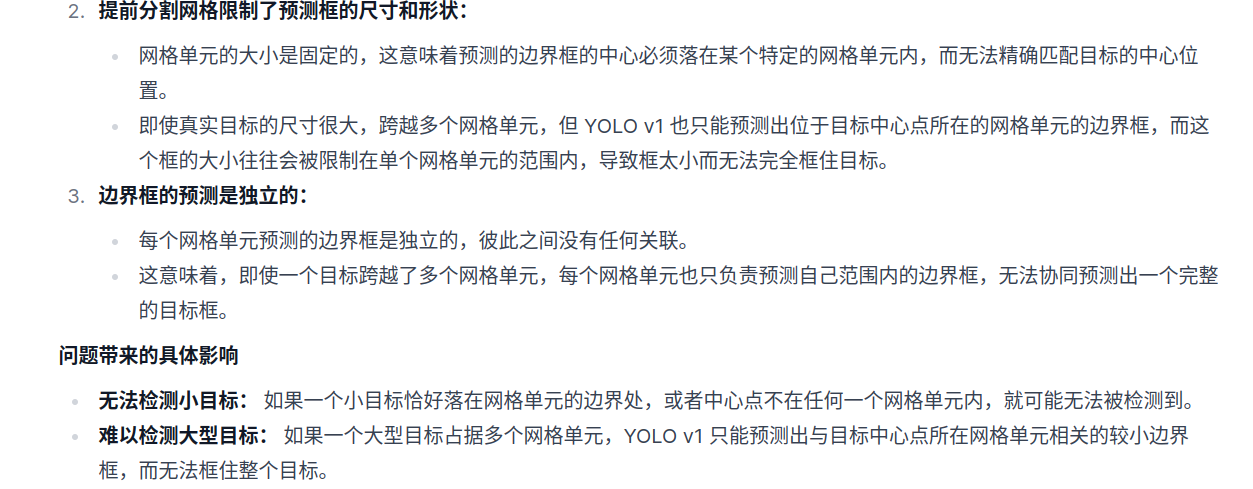 2. 提前分割网格限制了预测框的尺寸和形状：
网格单元的大小是固定的，这意味着预测的边界框的中心必须落在某个特定的网格单元内，而无法精确匹配目标的中心位
置。
即使真实目标的尺寸很大，跨越多个网格单元，但 YOLO v1 也只能预测出位于目标中心点所在的网格单元的边界框，而这
个框的大小往往会被限制在单个网格单元的范围内，导致框太小而无法完全框住目标。
3. 边界框的预测是独立的：
每个网格单元预测的边界框是独立的，彼此之间没有任何关联。
这意味着，即使一个目标跨越了多个网格单元，每个网格单元也只负责预测自己范围内的边界框，无法协同预测出一个完整
的目标框。
问题带来的具体影响
无法检测小目标： 如果一个小目标恰好落在网格单元的边界处，或者中心点不在任何一个网格单元内，就可能无法被检测到。
难以检测大型目标： 如果一个大型目标占据多个网格单元，YOLO v1 只能预测出与目标中心点所在网格单元相关的较小边界
框，而无法框住整个目标。